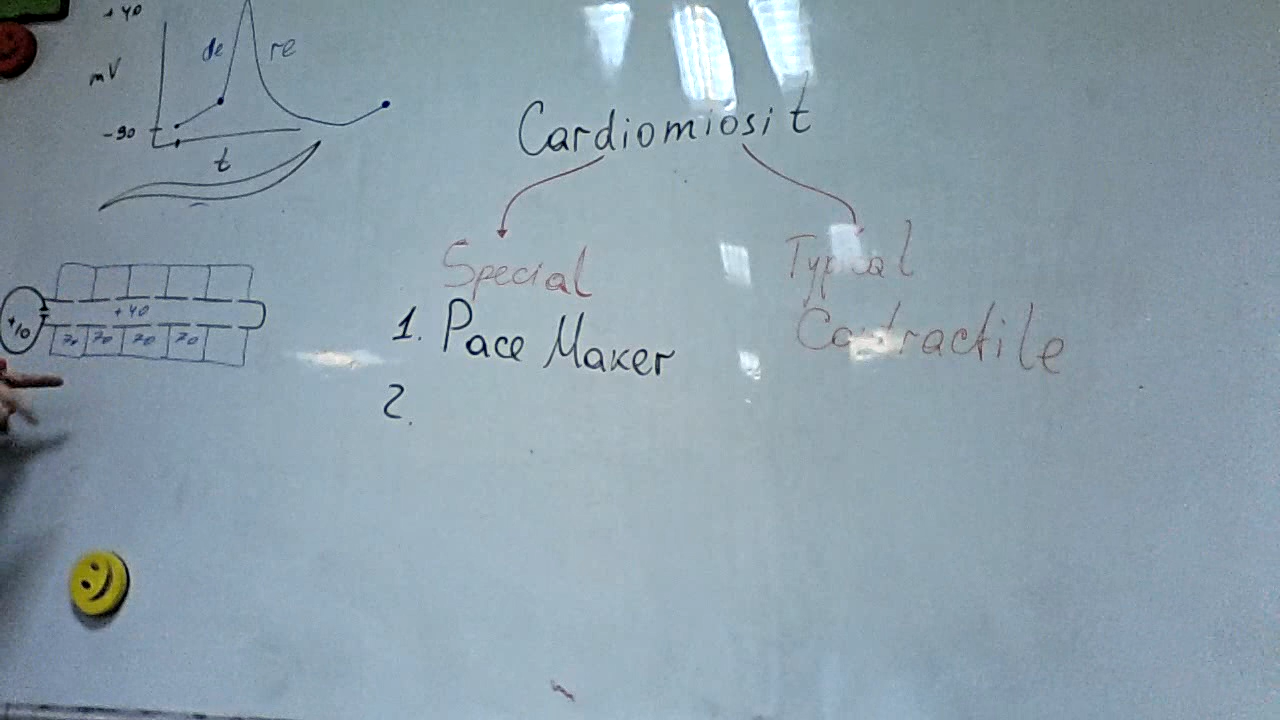 +40
de re
mV
-90
t
Cardiomiosit
Special
Typical
1. Pace Maker
Contractile
2.
+40
+10
70 70 70 70